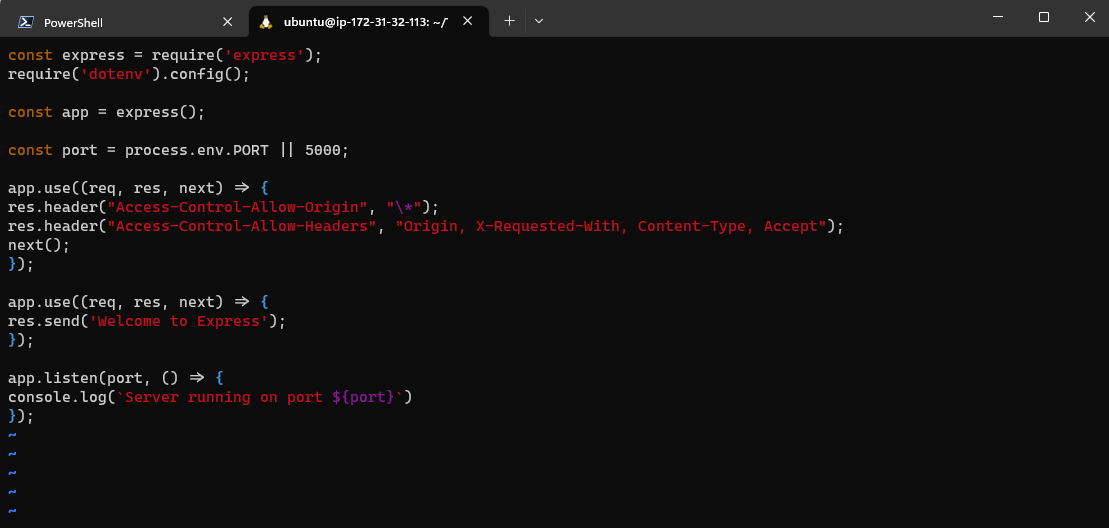 PowerShell
ubuntu@ip-172-31-32-113: ~/
const express = require('express');
require('dotenv').config();
const app = express();
const port = process.env.PORT || 5000;
app.use((req, res, next) => {
res.header("Access-Control-Allow-Origin", "\*");
res.header("Access-Control-Allow-Headers", "Origin, X-Requested-With, Content-Type, Accept");
next();
});
app.use((req, res, next) => {
res.send('Welcome to Express');
});
app.listen(port, () => {
console.log(`Server running on port ${port}`)
});
~
~
~
~
~